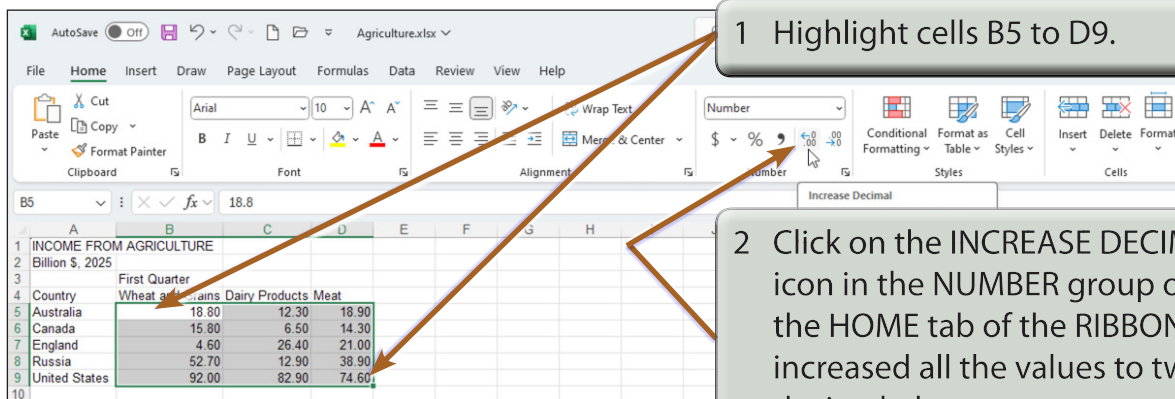 AutoSave Off Agriculture.xlsx
File Home Insert Draw Page Layout Formulas Data Review View Help
1 Highlight cells B5 to D9.
Paste
Cut
Copy
Format Painter
Clipboard
Arial 10
B I U
Font
Wrap Text
Merge & Center
Alignment
Number
$ % ,
Number
Conditional Formatting
Format as Table
Cell Styles
Styles
Insert Delete Format
Cells
B5 fx 18.8
Increase Decimal
A B C D E F G H
1 INCOME FROM AGRICULTURE
2 Billion $, 2025
3 First Quarter
4 Country Wheat and Grains Dairy Products Meat
5 Australia 18.80 12.30 18.90
6 Canada 15.80 6.50 14.30
7 England 4.60 26.40 21.00
8 Russia 52.70 12.90 38.90
9 United States 92.00 82.90 74.60
10
2 Click on the INCREASE
icon in the NUMBER group
the HOME tab of the RIBBON
increased all the values to